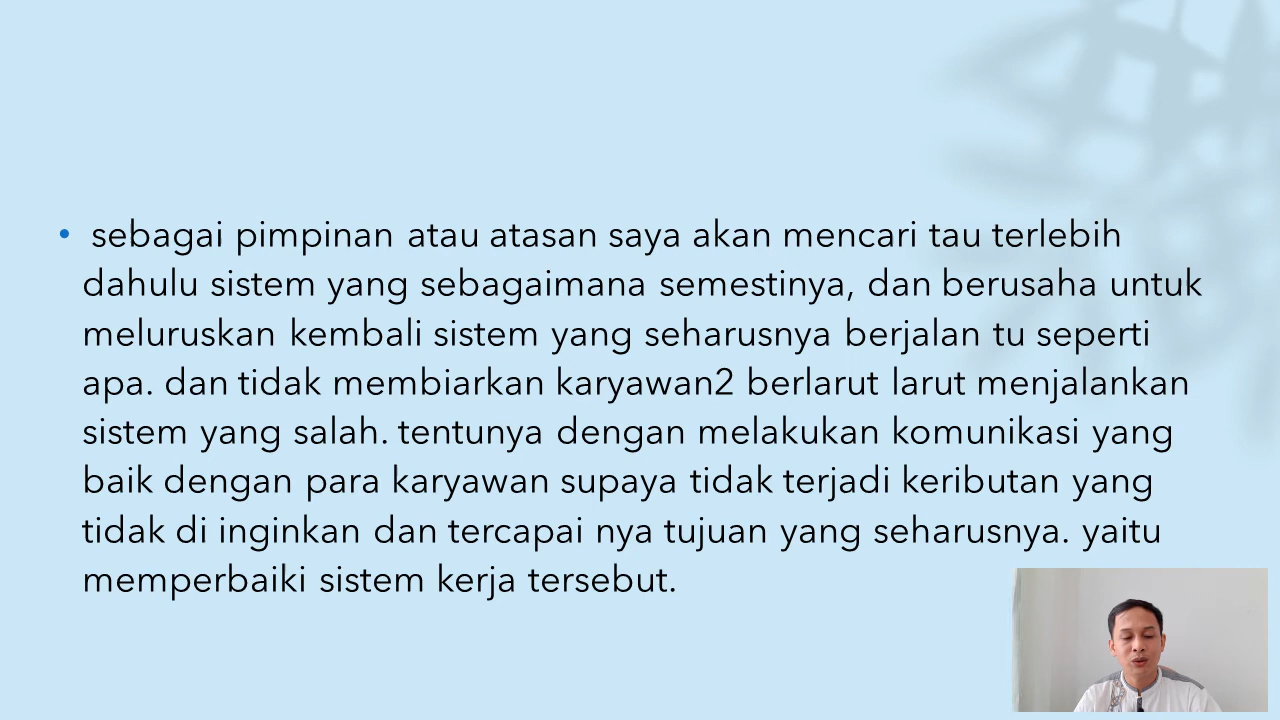 • sebagai pimpinan atau atasan saya akan mencari tau terlebih
dahulu sistem yang sebagaimana semestinya, dan berusaha untuk
meluruskan kembali sistem yang seharusnya berjalan tu seperti
apa. dan tidak membiarkan karyawan2 berlarut larut menjalankan
sistem yang salah. tentunya dengan melakukan komunikasi yang
baik dengan para karyawan supaya tidak terjadi keributan yang
tidak di inginkan dan tercapai nya tujuan yang seharusnya. yaitu
memperbaiki sistem kerja tersebut.